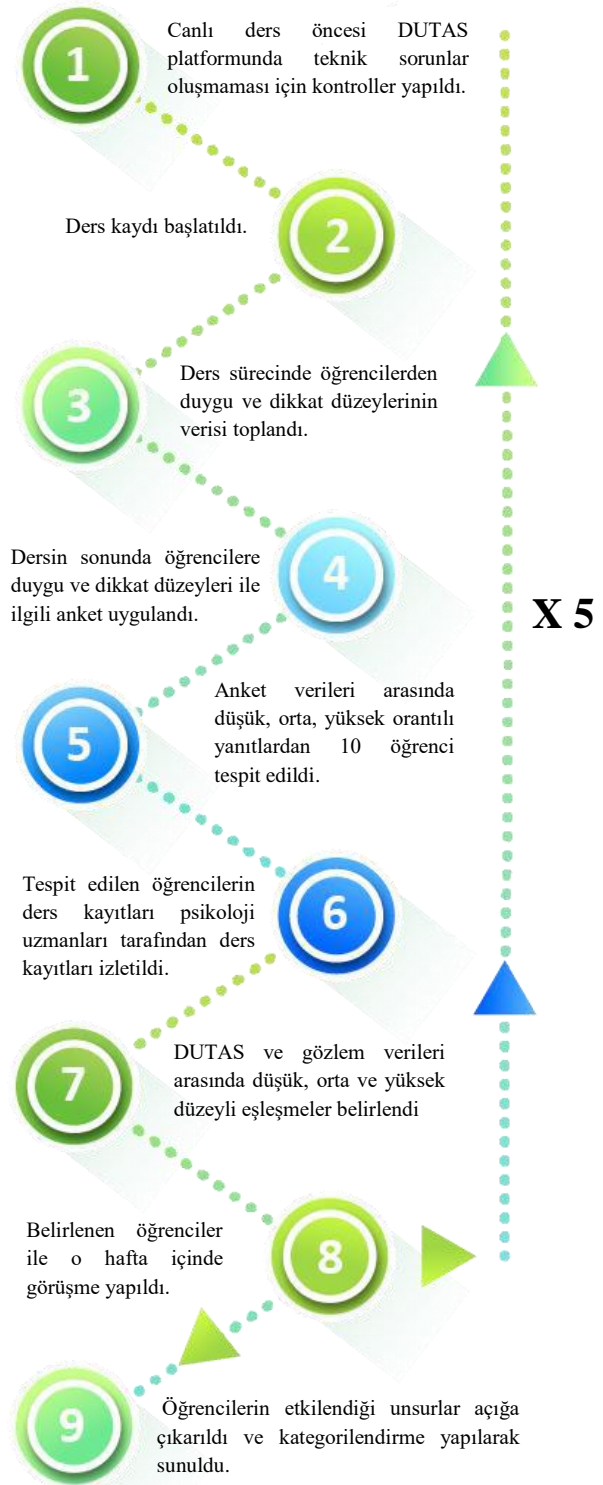 1
Canlı ders öncesi DUTAS
platformunda teknik sorunlar
oluşmaması için kontroller yapıldı.
Ders kaydı başlatıldı.
2
3
Ders sürecinde öğrencilerden
duygu ve dikkat düzeylerinin
verisi toplandı.
Dersin sonunda öğrencilere
duygu ve dikkat düzeyleri ile
ilgili anket uygulandı.
4
X 5
5
Anket verileri arasında
düşük, orta, yüksek orantılı
yanıtlardan 10 öğrenci
tespit edildi.
Tespit edilen öğrencilerin
ders kayıtları psikoloji
uzmanları tarafından ders
kayıtları izletildi.
6
7
DUTAS ve gözlem verileri
arasında düşük, orta ve yüksek
düzeyli eşleşmeler belirlendi
Belirlenen öğrenciler
ile o hafta içinde
görüşme yapıldı.
8
9
Öğrencilerin etkilendiği unsurlar açığa
çıkarıldı ve kategorilendirme yapılarak
sunuldu.